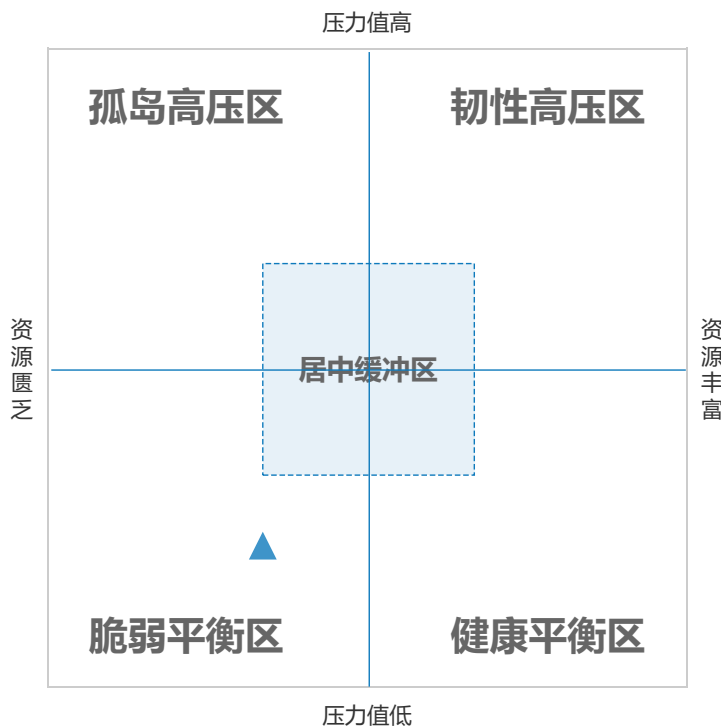 压力值高
孤岛高压区
韧性高压区
资源匮乏
居中缓冲区
资源丰富
脆弱平衡区
健康平衡区
压力值低